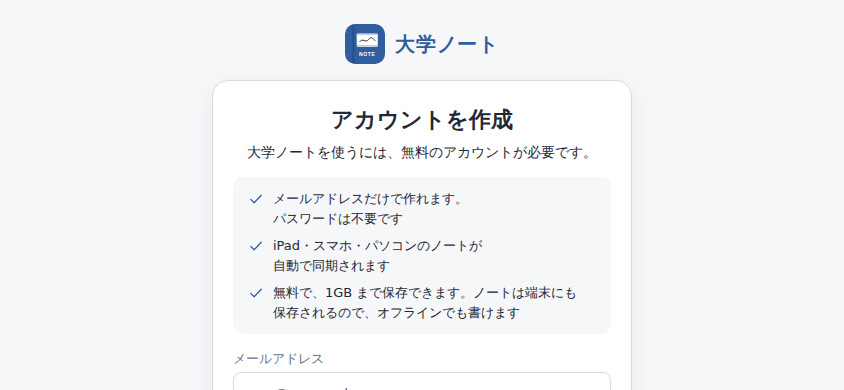 NOTE
大学ノート
アカウントを作成
大学ノートを使うには、無料のアカウントが必要です。
メールアドレスだけで作れます。
パスワードは不要です
iPad・スマホ・パソコンのノートが
自動で同期されます
無料で、1GB まで保存できます。ノートは端末にも
保存されるので、オフラインでも書けます
メールアドレス